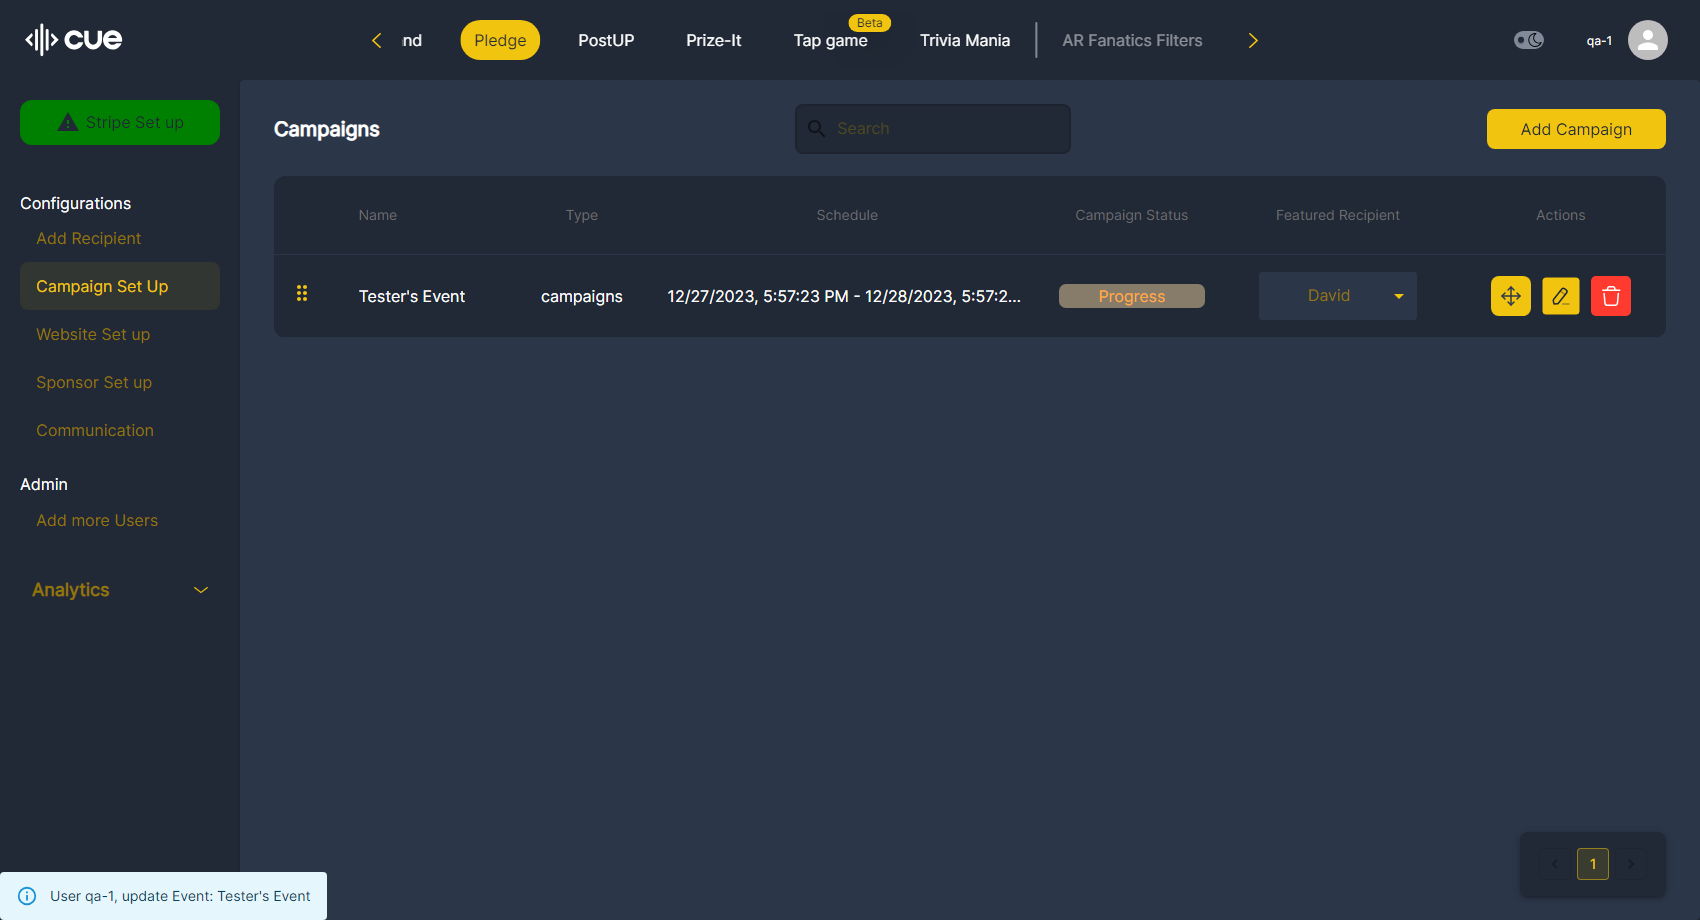 cue
nd
Pledge
PostUP
Prize-It
Tap game
Beta
Trivia Mania
AR Fanatics Filters
qa-1
Stripe Set up
Configurations
Add Recipient
Campaign Set Up
Website Set up
Sponsor Set up
Communication
Admin
Add more Users
Analytics
Campaigns
Search
Add Campaign
Name Type Schedule Campaign Status Featured Recipient Actions
Tester's Event campaigns 12/27/2023, 5:57:23 PM - 12/28/2023, 5:57:2... Progress David
1
User qa-1, update Event: Tester's Event